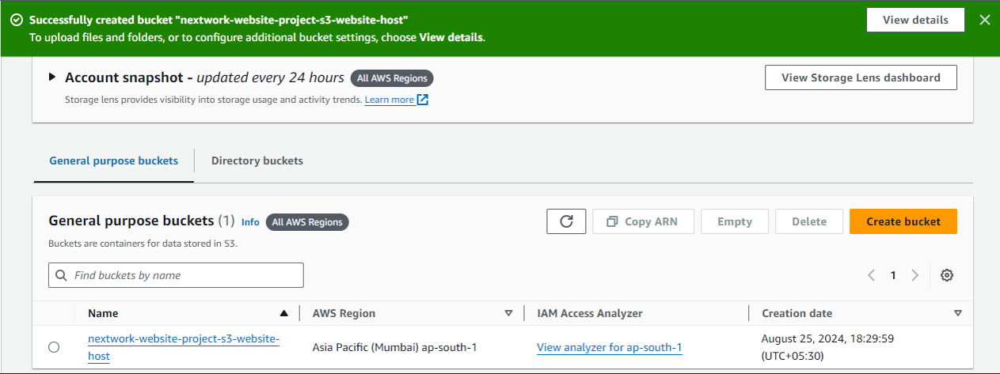 Successfully created bucket "nextwork-website-project-s3-website-host"
To upload files and folders, or to configure additional bucket settings, choose View details.
View details
Account snapshot - updated every 24 hours All AWS Regions
View Storage Lens dashboard
Storage lens provides visibility into storage usage and activity trends. Learn more
General purpose buckets
Directory buckets
General purpose buckets (1) Info All AWS Regions
Copy ARN
Empty
Delete
Create bucket
Buckets are containers for data stored in S3.
Find buckets by name
1
Name
AWS Region
IAM Access Analyzer
Creation date
nextwork-website-project-s3-website-
host
Asia Pacific (Mumbai) ap-south-1
View analyzer for ap-south-1
August 25, 2024, 18:29:59
(UTC+05:30)